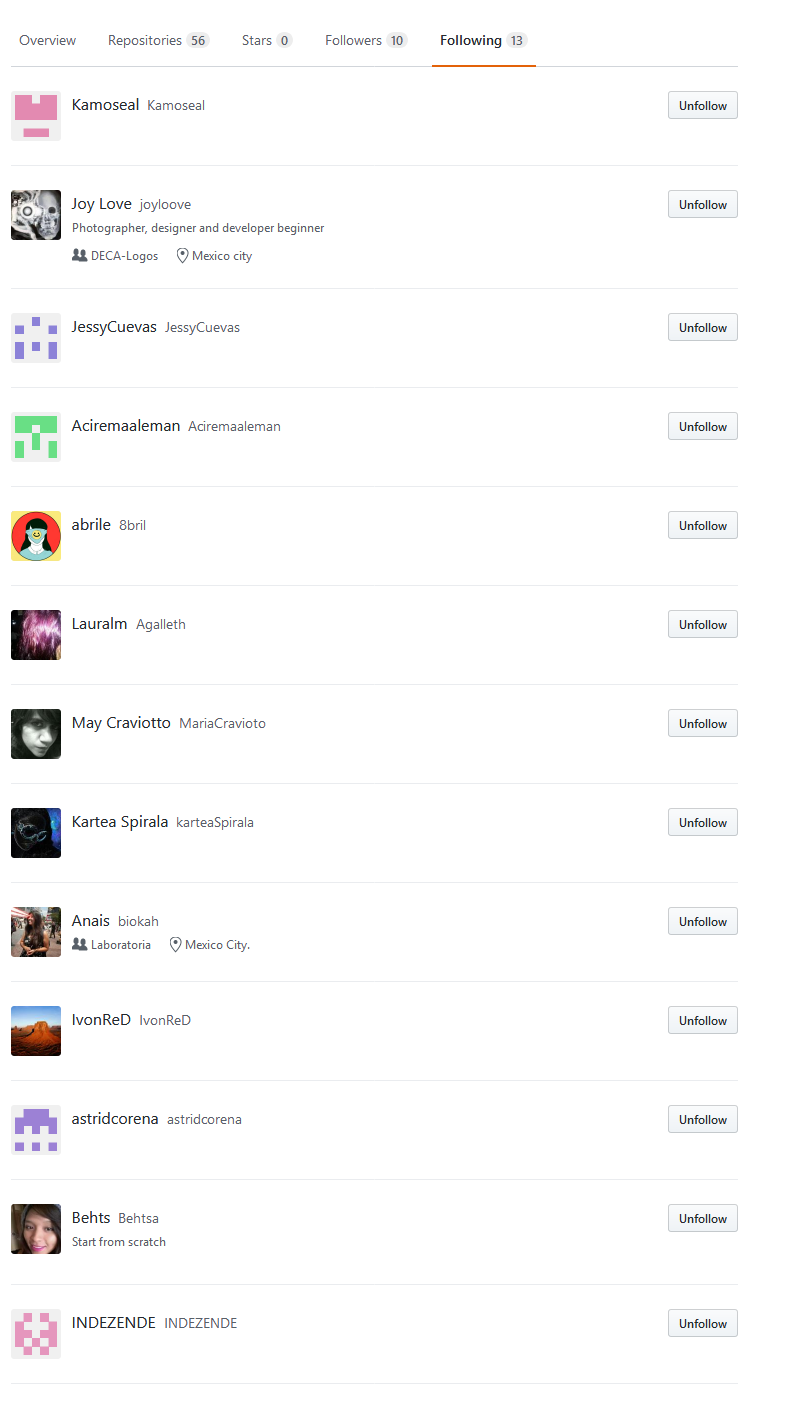 Overview Repositories 56 Stars 0 Followers 10 Following 13
Kamoseal Kamoseal Unfollow
Joy Love joyloove Unfollow
Photographer, designer and developer beginner
DECA-Logos Mexico city
JessyCuevas JessyCuevas Unfollow
Aciremaaleman Aciremaaleman Unfollow
abrile 8bril Unfollow
Lauralm Agalleth Unfollow
May Craviotto MariaCravioto Unfollow
Kartea Spirala karteaSpirala Unfollow
Anais biokah Unfollow
Laboratoria Mexico City.
IvonReD IvonReD Unfollow
astridcorena astridcorena Unfollow
Behts Behtsa Unfollow
Start from scratch
INDEZENDE INDEZENDE Unfollow